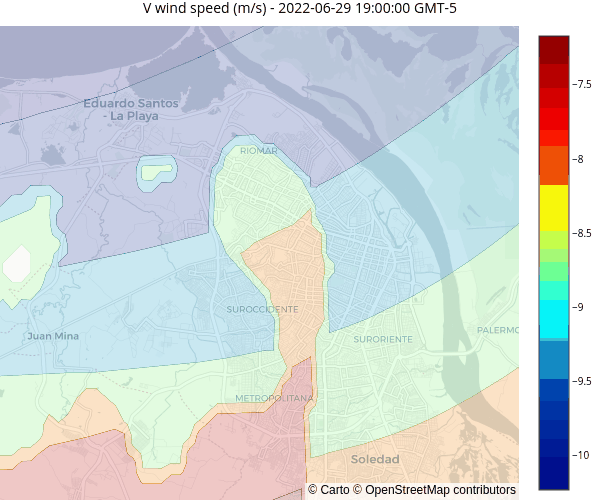 V wind speed (m/s) - 2022-06-29 19:00:00 GMT-5
Eduardo Santos
- La Playa
RIOMAR
SUROCCIDENTE
Juan Mina
SURORIENTE
PALERMO
METROPOLITANA
Soledad
© Carto © OpenStreetMap contributors
−7.5
−8
−8.5
−9
−9.5
−10